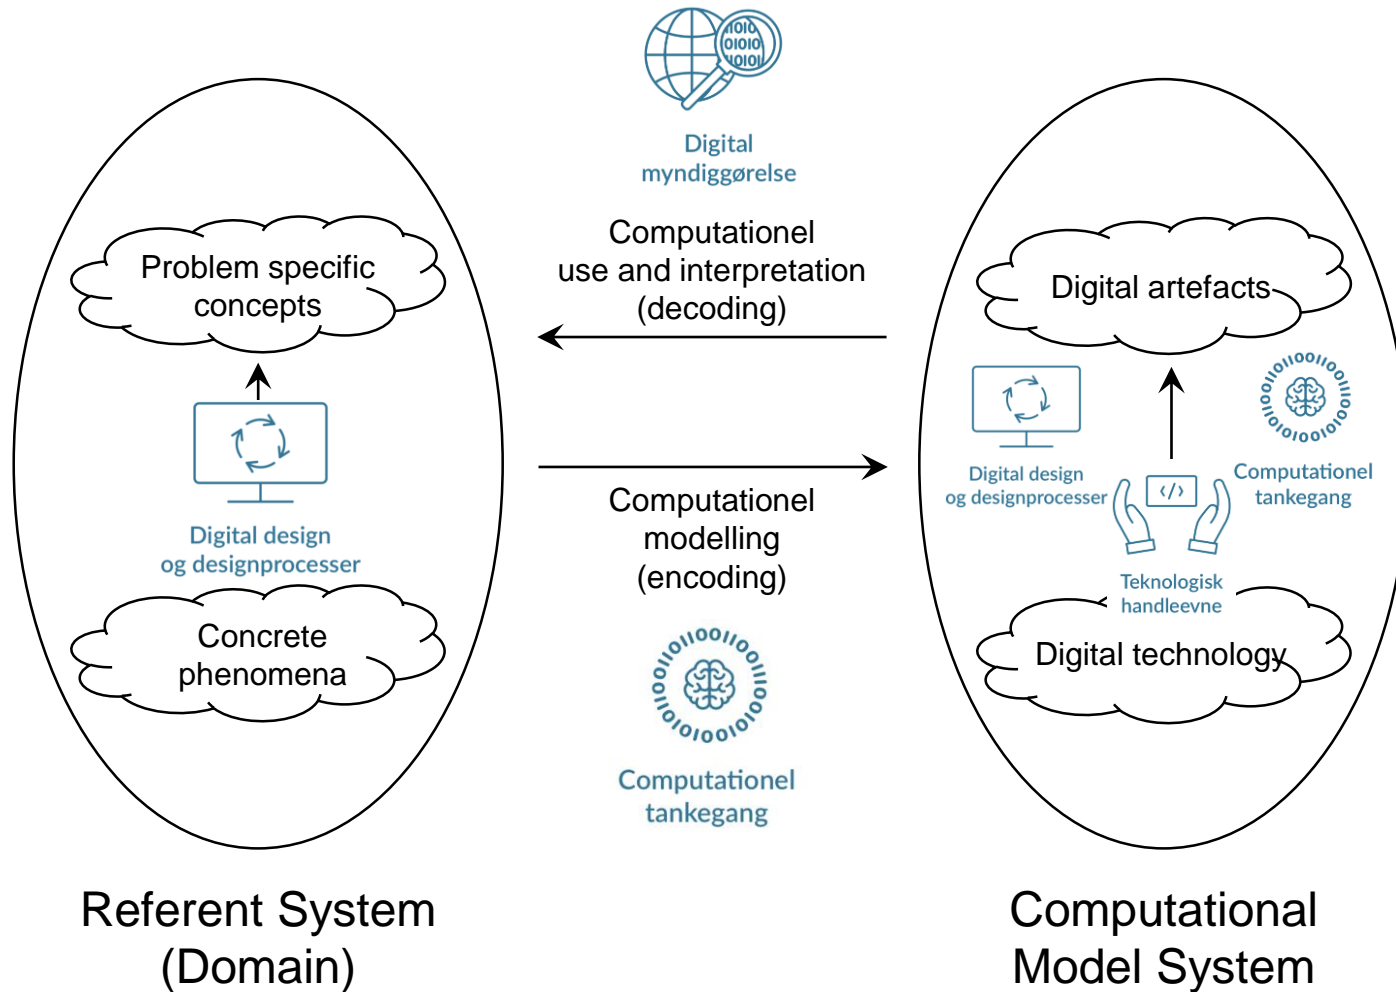 Digital
myndiggørelse
Computationel
use and interpretation
(decoding)
Problem specific
concepts
Digital design
og designprocesser
Concrete
phenomena
Computationel
modelling
(encoding)
Computationel
tankegang
Digital artefacts
Digital design
og designprocesser
Computationel
tankegang
</>
Teknologisk
handleevne
Digital technology
Referent System
(Domain)
Computational
Model System